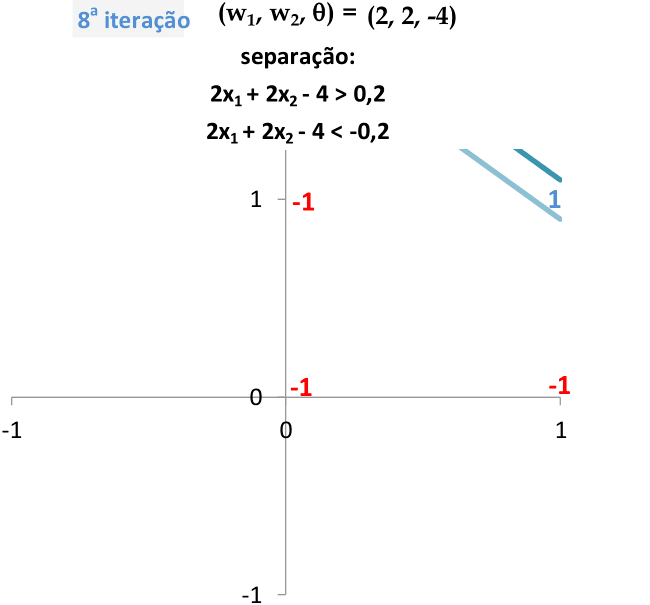 8ª iteração (w₁, w₂, θ) = (2, 2, -4)
separação:
2x₁ + 2x₂ - 4 > 0,2
2x₁ + 2x₂ - 4 < -0,2
1 -1 1
0 -1 -1
-1 0 1
-1